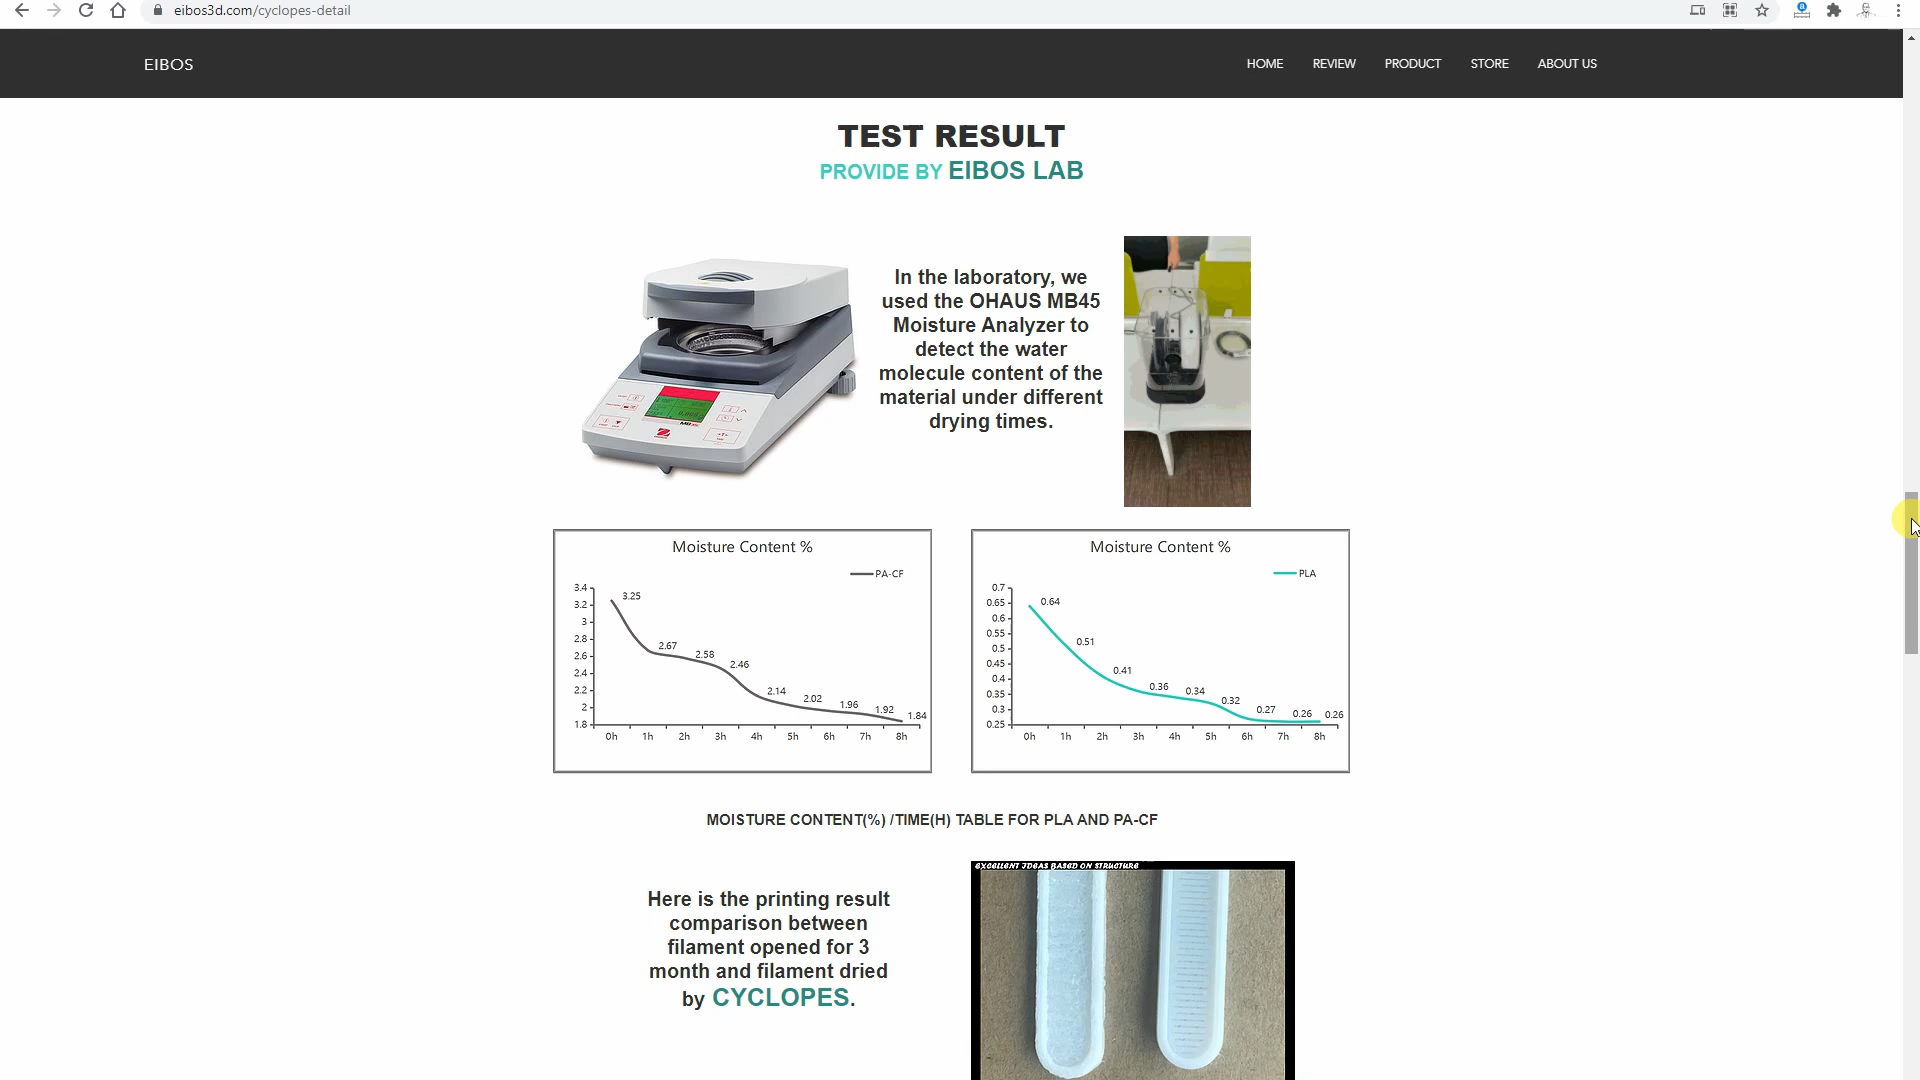 eibos3d.com/cyclopes-detail
EIBOS
HOME
REVIEW
PRODUCT
STORE
ABOUT US
TEST RESULT
PROVIDE BY EIBOS LAB
In the laboratory, we
used the OHAUS MB45
Moisture Analyzer to
detect the water
molecule content of the
material under different
drying times.
Moisture Content %
PA-CF
3.4
3.2
3
2.8
2.6
2.4
2.2
2
1.8
3.25
2.67
2.58
2.46
2.14
2.02
1.96
1.92
1.84
0h 1h 2h 3h 4h 5h 6h 7h 8h
Moisture Content %
PLA
0.7
0.65
0.6
0.55
0.5
0.45
0.4
0.35
0.3
0.25
0.64
0.51
0.41
0.36
0.34
0.32
0.27
0.26
0.26
0h 1h 2h 3h 4h 5h 6h 7h 8h
MOISTURE CONTENT(%) /TIME(H) TABLE FOR PLA AND PA-CF
Here is the printing result
comparison between
filament opened for 3
month and filament dried
by CYCLOPES.
EXCELLENT IDEAS BASED ON STRUCTURE